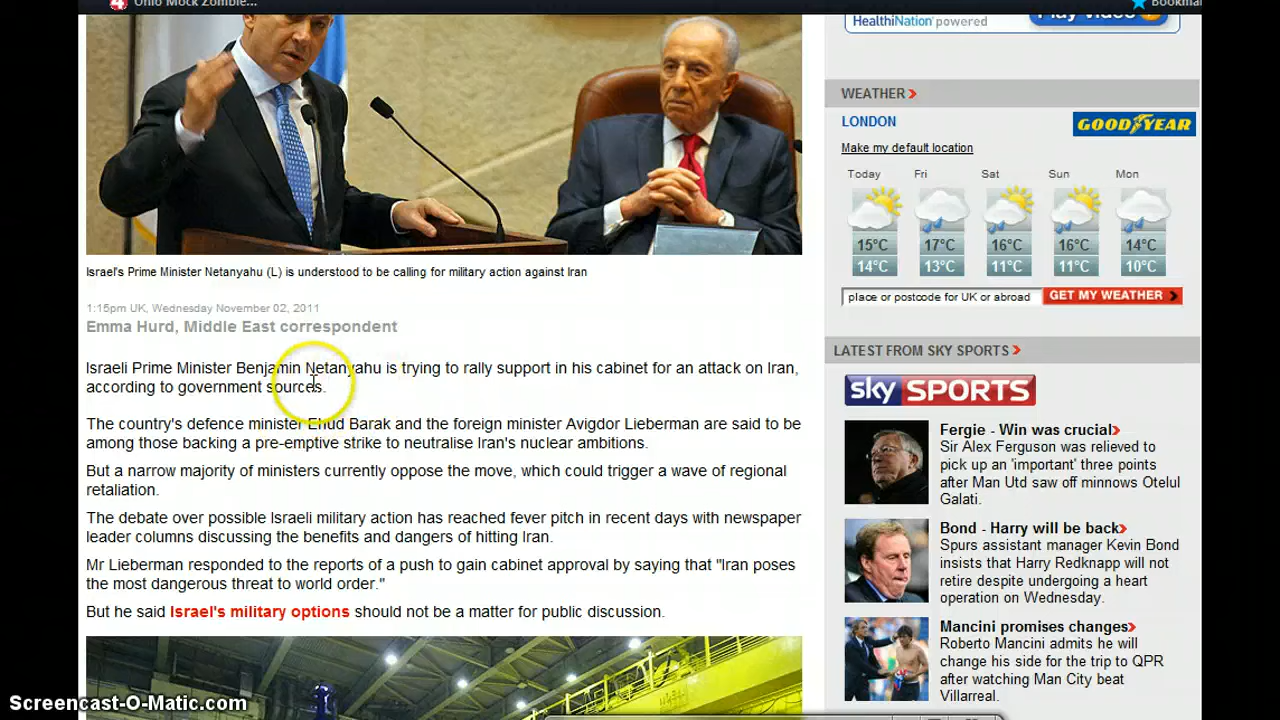 Ohio Mock Zombie...
Bookmar
HealthiNation powered
Play Video
Israel's Prime Minister Netanyahu (L) is understood to be calling for military action against Iran
1:15pm UK, Wednesday November 02, 2011
Emma Hurd, Middle East correspondent
Israeli Prime Minister Benjamin Netanyahu is trying to rally support in his cabinet for an attack on Iran,
according to government sources.
The country's defence minister Ehud Barak and the foreign minister Avigdor Lieberman are said to be
among those backing a pre-emptive strike to neutralise Iran's nuclear ambitions.
But a narrow majority of ministers currently oppose the move, which could trigger a wave of regional
retaliation.
The debate over possible Israeli military action has reached fever pitch in recent days with newspaper
leader columns discussing the benefits and dangers of hitting Iran.
Mr Lieberman responded to the reports of a push to gain cabinet approval by saying that "Iran poses
the most dangerous threat to world order."
But he said Israel's military options should not be a matter for public discussion.
WEATHER
LONDON
GOODYEAR
Make my default location
Today Fri Sat Sun Mon
15°C 17°C 16°C 16°C 14°C
14°C 13°C 11°C 11°C 10°C
place or postcode for UK or abroad GET MY WEATHER
LATEST FROM SKY SPORTS
sky SPORTS
Fergie - Win was crucial
Sir Alex Ferguson was relieved to
pick up an 'important' three points
after Man Utd saw off minnows Otelul
Galati.
Bond - Harry will be back
Spurs assistant manager Kevin Bond
insists that Harry Redknapp will not
retire despite undergoing a heart
operation on Wednesday.
Mancini promises changes
Roberto Mancini admits he will
change his side for the trip to QPR
after watching Man City beat
Villarreal.
Screencast-O-Matic.com